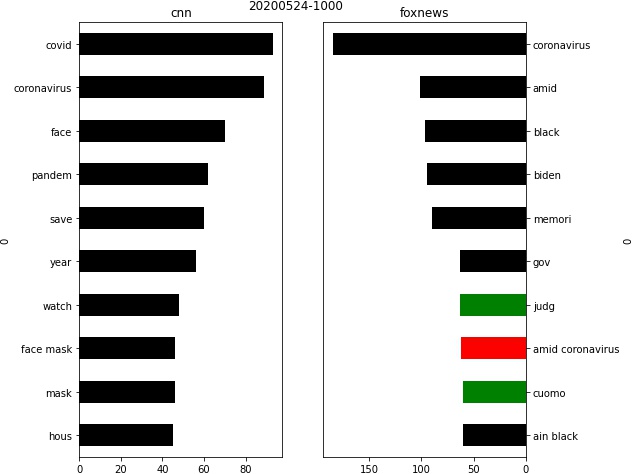 20200524-1000
cnn
foxnews
covid
coronavirus
face
pandem
save
year
watch
face mask
mask
hous
0 20 40 60 80
0
coronavirus
amid
black
biden
memori
gov
judg
amid coronavirus
cuomo
ain black
150 100 50 0
0